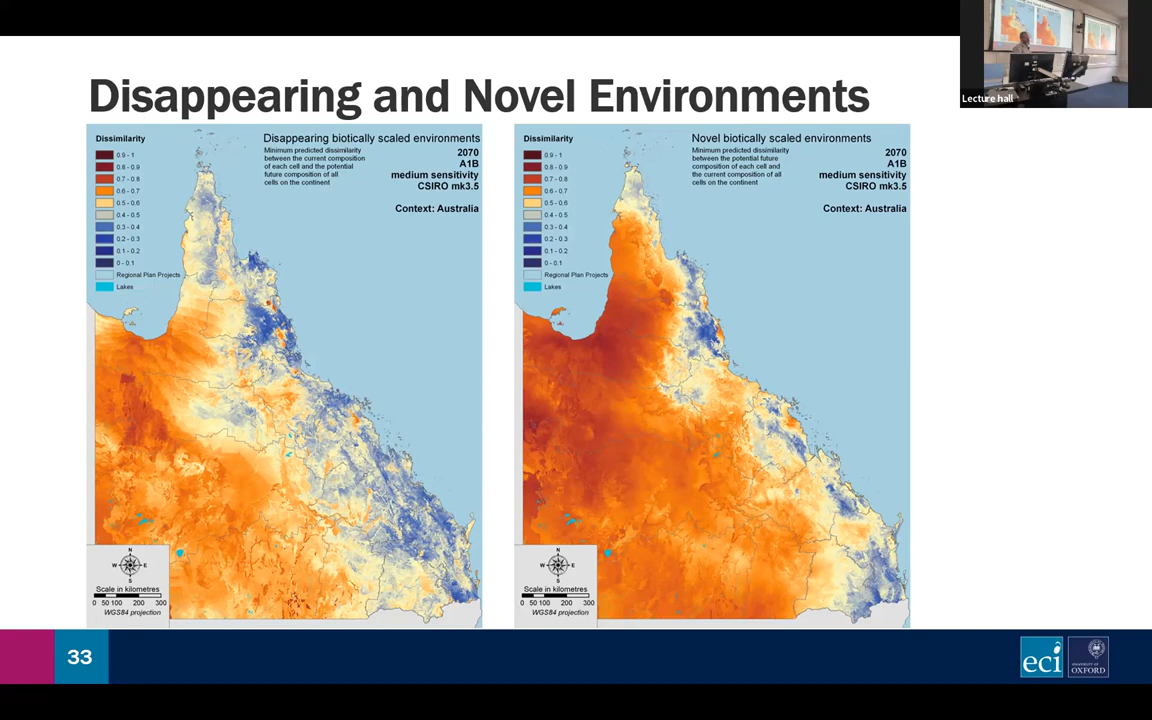 Lecture hall
Disappearing and Novel Environments
Dissimilarity
0.9 - 1
0.8 - 0.9
0.7 - 0.8
0.6 - 0.7
0.5 - 0.6
0.4 - 0.5
0.3 - 0.4
0.2 - 0.3
0.1 - 0.2
0 - 0.1
Regional Plan Projects
Lakes
Disappearing biotically scaled environments
Minimum predicted dissimilarity
between the current composition
of each cell and the potential
future composition of all
cells on the continent
2070
A1B
medium sensitivity
CSIRO mk3.5
Context: Australia
N
W E
S
Scale in kilometres
0 50 100 200 300
WGS84 projection
Dissimilarity
0.9 - 1
0.8 - 0.9
0.7 - 0.8
0.6 - 0.7
0.5 - 0.6
0.4 - 0.5
0.3 - 0.4
0.2 - 0.3
0.1 - 0.2
0 - 0.1
Regional Plan Projects
Lakes
Novel biotically scaled environments
Minimum predicted dissimilarity
between the potential future
composition of each cell and
the current composition of all
cells on the continent
2070
A1B
medium sensitivity
CSIRO mk3.5
Context: Australia
N
W E
S
Scale in kilometres
0 50 100 200 300
WGS84 projection
33
eci
UNIVERSITY OF
OXFORD